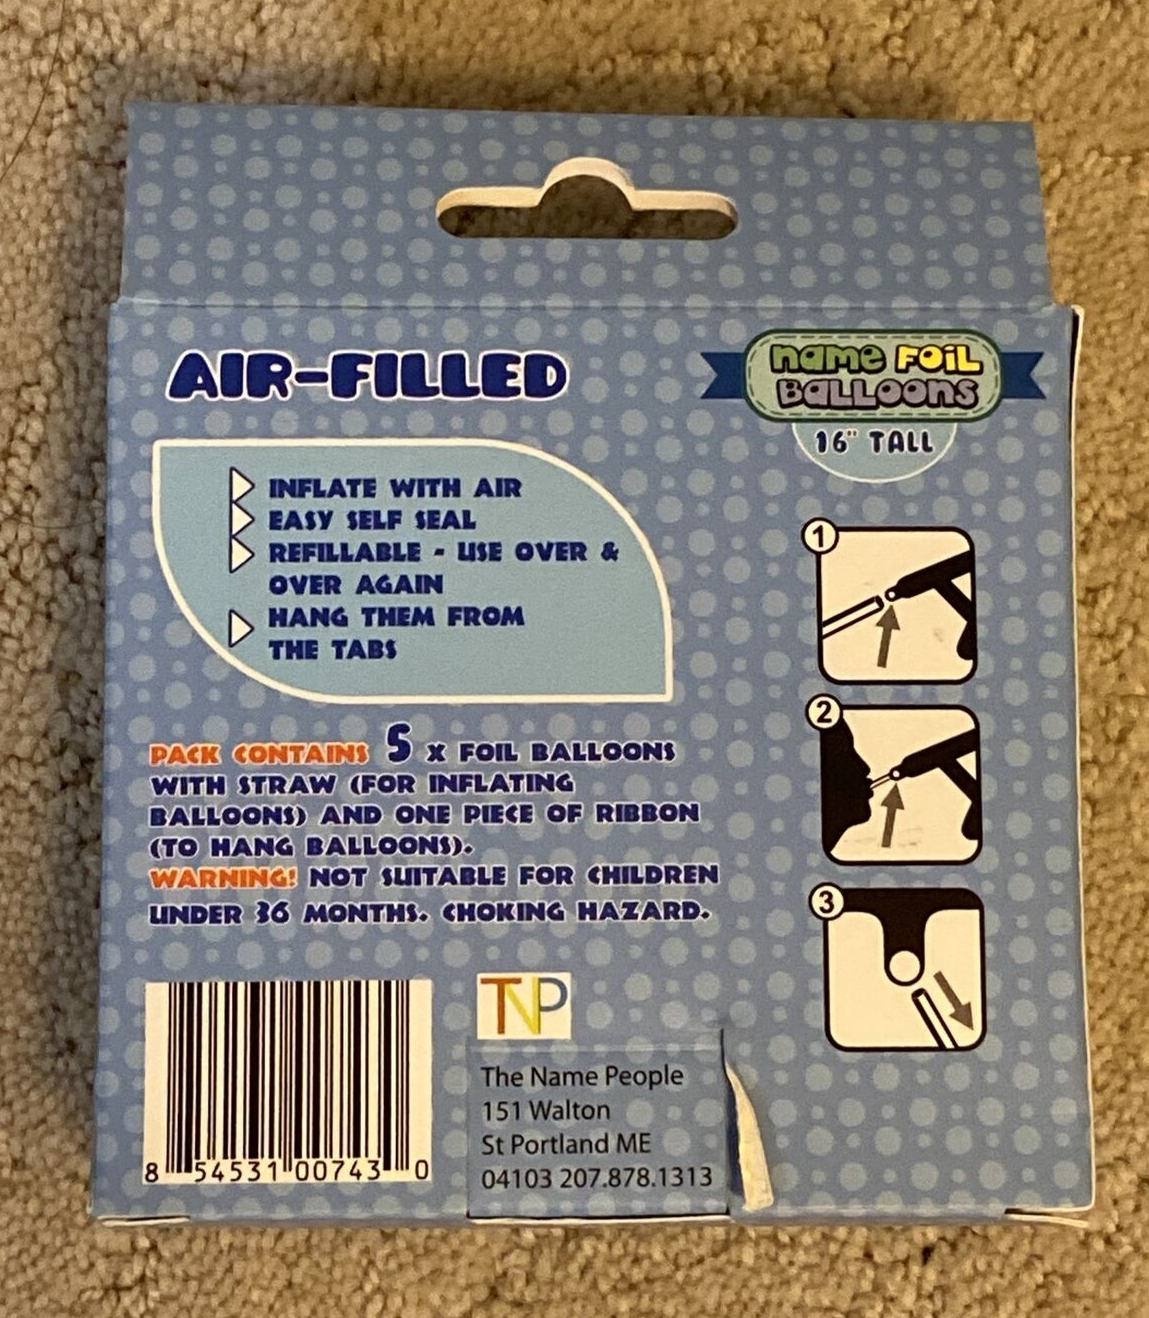 AIR-FILLED
name FOIL
BALLOONS
16" TALL
INFLATE WITH AIR
EASY SELF SEAL
REFILLABLE - USE OVER &
OVER AGAIN
HANG THEM FROM
THE TABS
1
2
3
PACK CONTAINS 5 X FOIL BALLOONS
WITH STRAW (FOR INFLATING
BALLOONS) AND ONE PIECE OF RIBBON
(TO HANG BALLOONS).
WARNING! NOT SUITABLE FOR CHILDREN
UNDER 36 MONTHS. CHOKING HAZARD.
8 54531 00743 0
TNP
The Name People
151 Walton
St Portland ME
04103 207.878.1313